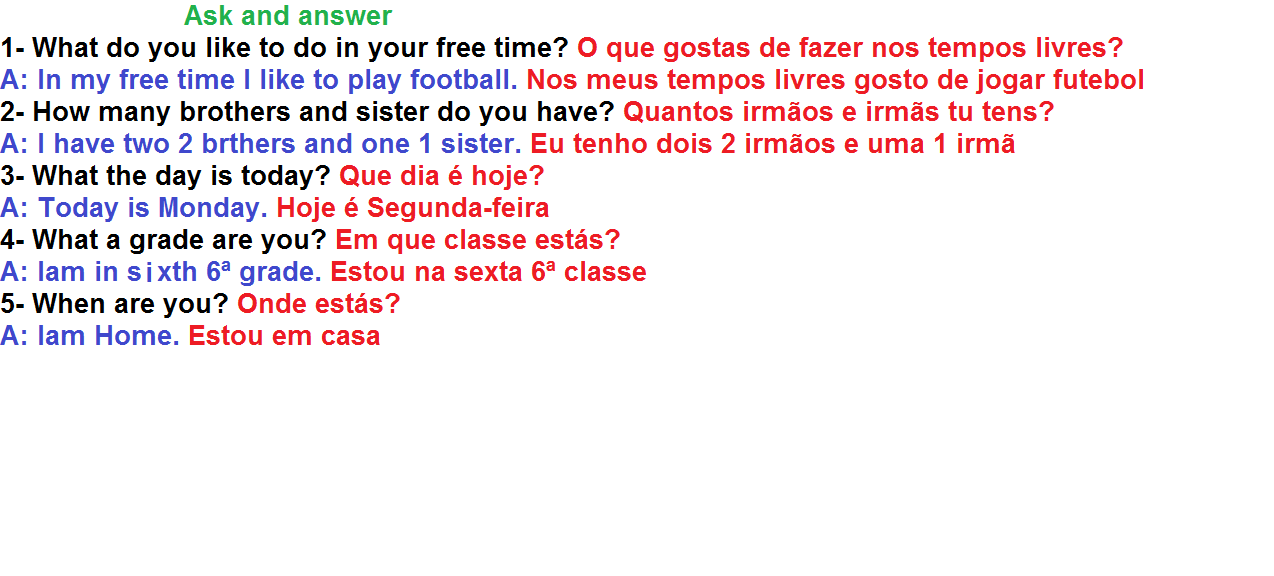 Ask and answer
1- What do you like to do in your free time? O que gostas de fazer nos tempos livres?
A: In my free time I like to play football. Nos meus tempos livres gosto de jogar futebol
2- How many brothers and sister do you have? Quantos irmãos e irmãs tu tens?
A: I have two 2 brthers and one 1 sister. Eu tenho dois 2 irmãos e uma 1 irmã
3- What the day is today? Que dia é hoje?
A: Today is Monday. Hoje é Segunda-feira
4- What a grade are you? Em que classe estás?
A: Iam in sixth 6ª grade. Estou na sexta 6ª classe
5- When are you? Onde estás?
A: Iam Home. Estou em casa